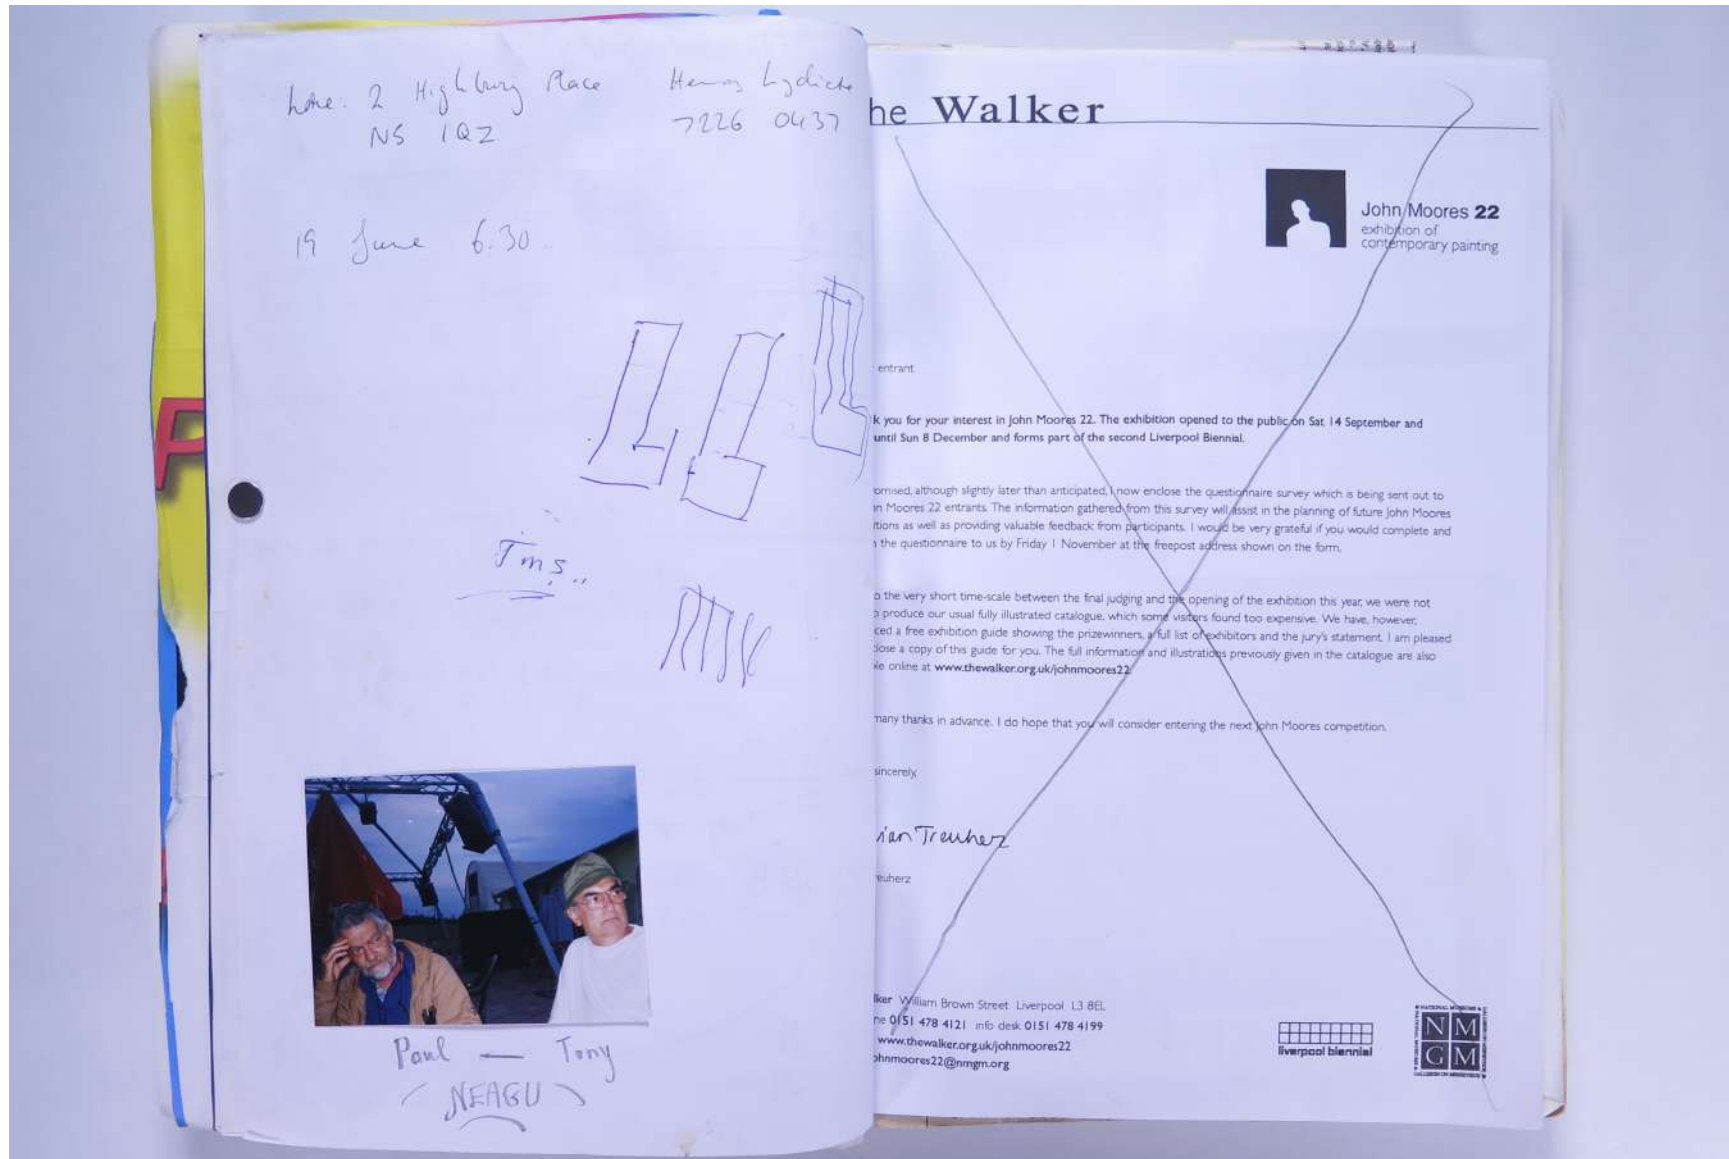 2 Highbury Place
N5 1QZ
Henry Lydiate
7226 0437
19 June 6.30.
Tms..
Paul — Tony
NEAGU
P
he Walker
John Moores 22
exhibition of
contemporary painting
entrant
k you for your interest in John Moores 22. The exhibition opened to the public on Sat 14 September and
until Sun 8 December and forms part of the second Liverpool Biennial.
omised, although slightly later than anticipated, I now enclose the questionnaire survey which is being sent out to
n Moores 22 entrants. The information gathered from this survey will assist in the planning of future John Moores
itions as well as providing valuable feedback from participants. I would be very grateful if you would complete and
n the questionnaire to us by Friday 1 November at the freepost address shown on the form.
o the very short time-scale between the final judging and the opening of the exhibition this year, we were not
o produce our usual fully illustrated catalogue, which some visitors found too expensive. We have, however,
ced a free exhibition guide showing the prizewinners, a full list of exhibitors and the jury's statement. I am pleased
close a copy of this guide for you. The full information and illustrations previously given in the catalogue are also
le online at www.thewalker.org.uk/johnmoores22.
many thanks in advance. I do hope that you will consider entering the next John Moores competition.
sincerely,
ian Treuherz
reuherz
lker William Brown Street Liverpool L3 8EL
ne 0151 478 4121 info desk 0151 478 4199
www.thewalker.org.uk/johnmoores22
ohnmoores22@nmgm.org
liverpool biennial
NM
GM